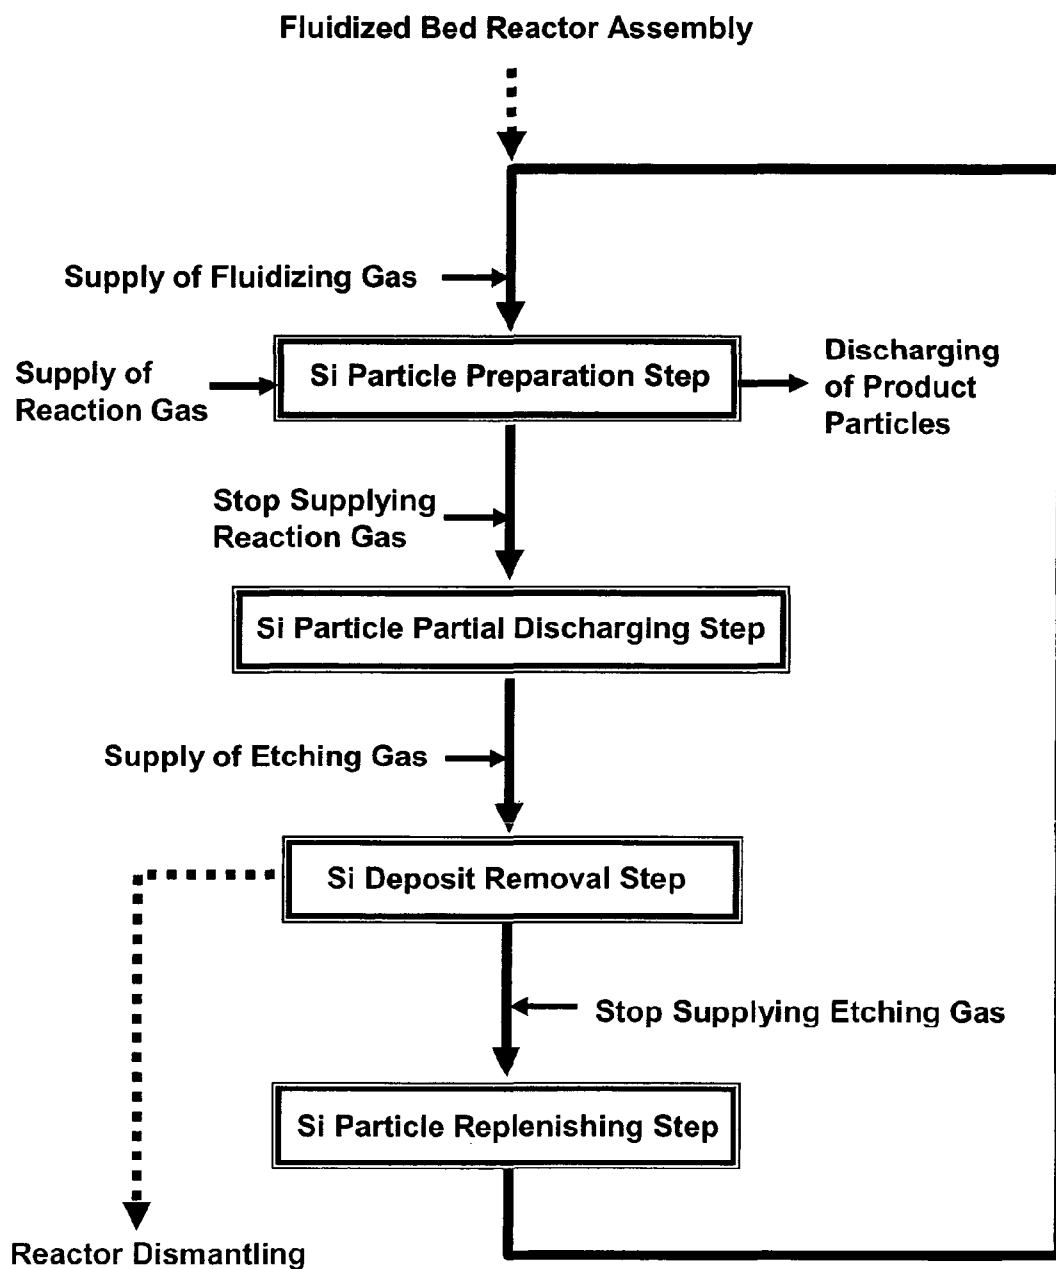 Fluidized Bed Reactor Assembly
Supply of Fluidizing Gas
Supply of
Reaction Gas
Si Particle Preparation Step
Discharging
of Product
Particles
Stop Supplying
Reaction Gas
Si Particle Partial Discharging Step
Supply of Etching Gas
Si Deposit Removal Step
Stop Supplying Etching Gas
Si Particle Replenishing Step
Reactor Dismantling